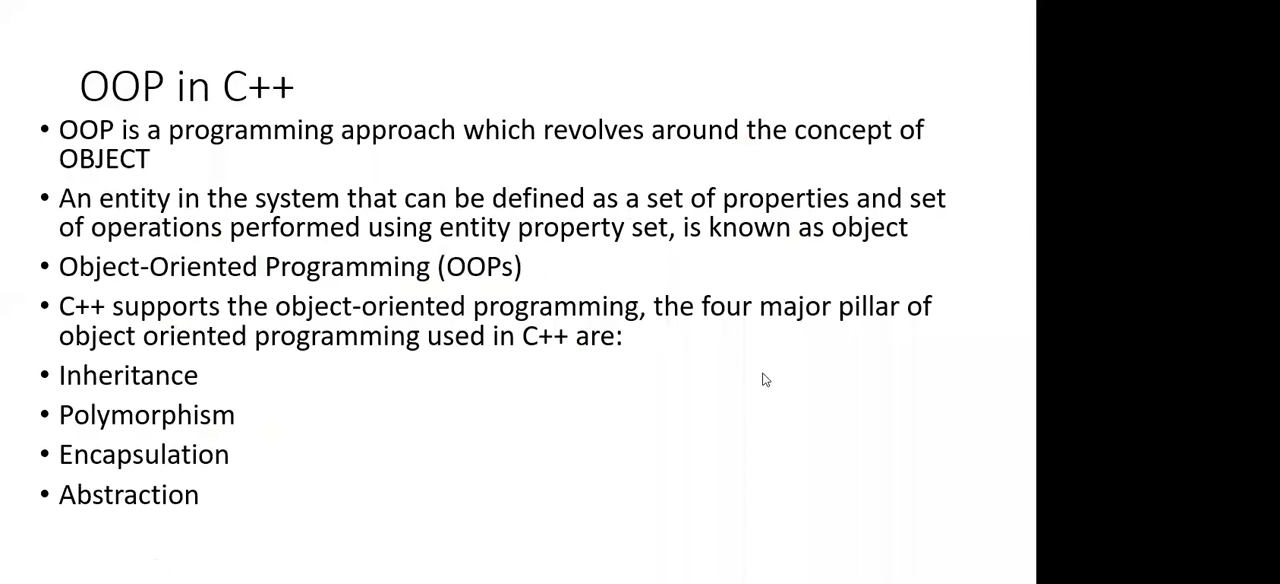 OOP in C++
• OOP is a programming approach which revolves around the concept of
OBJECT
• An entity in the system that can be defined as a set of properties and set
of operations performed using entity property set, is known as object
• Object-Oriented Programming (OOPs)
• C++ supports the object-oriented programming, the four major pillar of
object oriented programming used in C++ are:
• Inheritance
• Polymorphism
• Encapsulation
• Abstraction